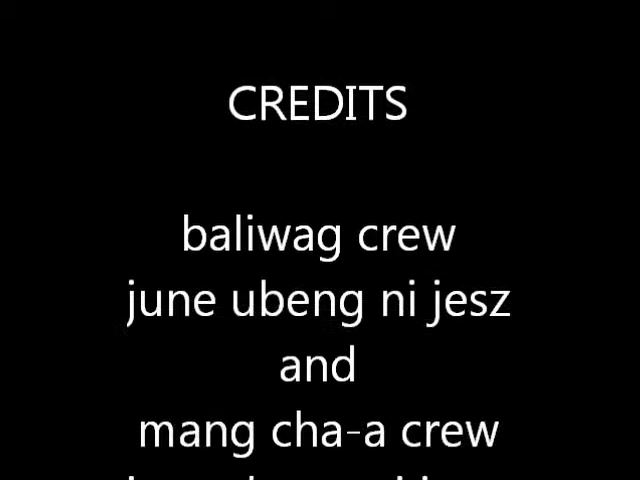 CREDITS
baliwag crew
june ubeng ni jesz
and
mang cha-a crew